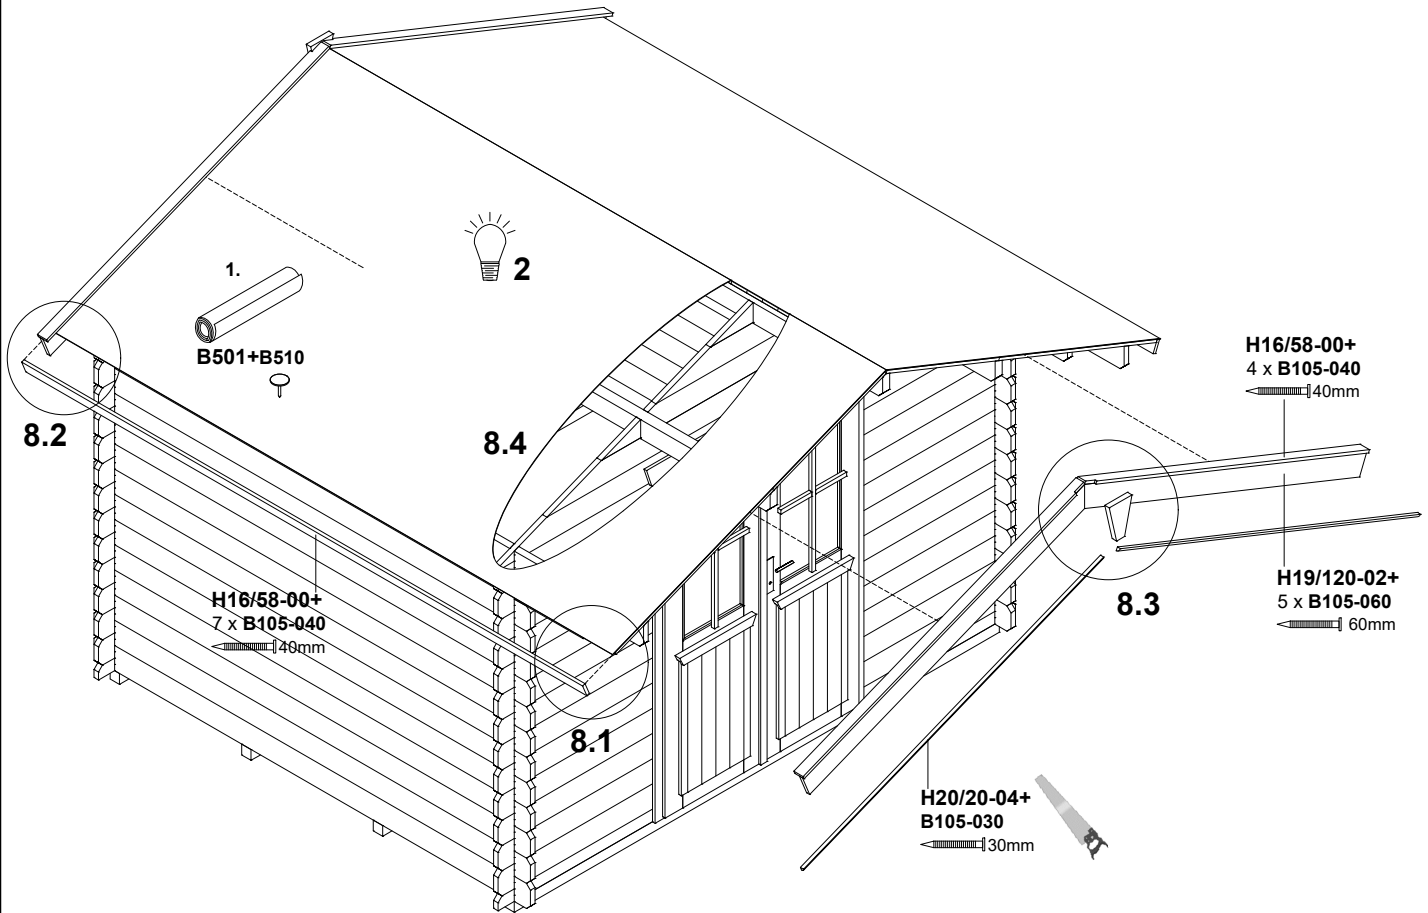 1.
B501+B510
2
8.2
8.4
H16/58-00+
4 x B105-040
40mm
8.3
H19/120-02+
5 x B105-060
60mm
H16/58-00+
7 x B105-040
40mm
8.1
H20/20-04+
B105-030
30mm